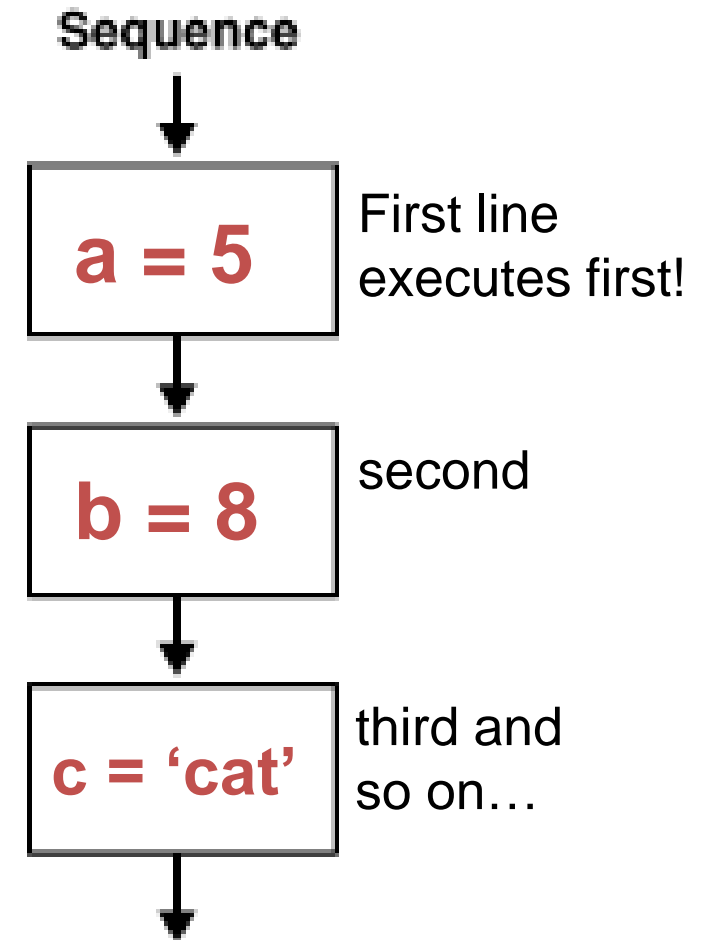 Sequence
a = 5
First line
executes first!
b = 8
second
c = ‘cat’
third and
so on…